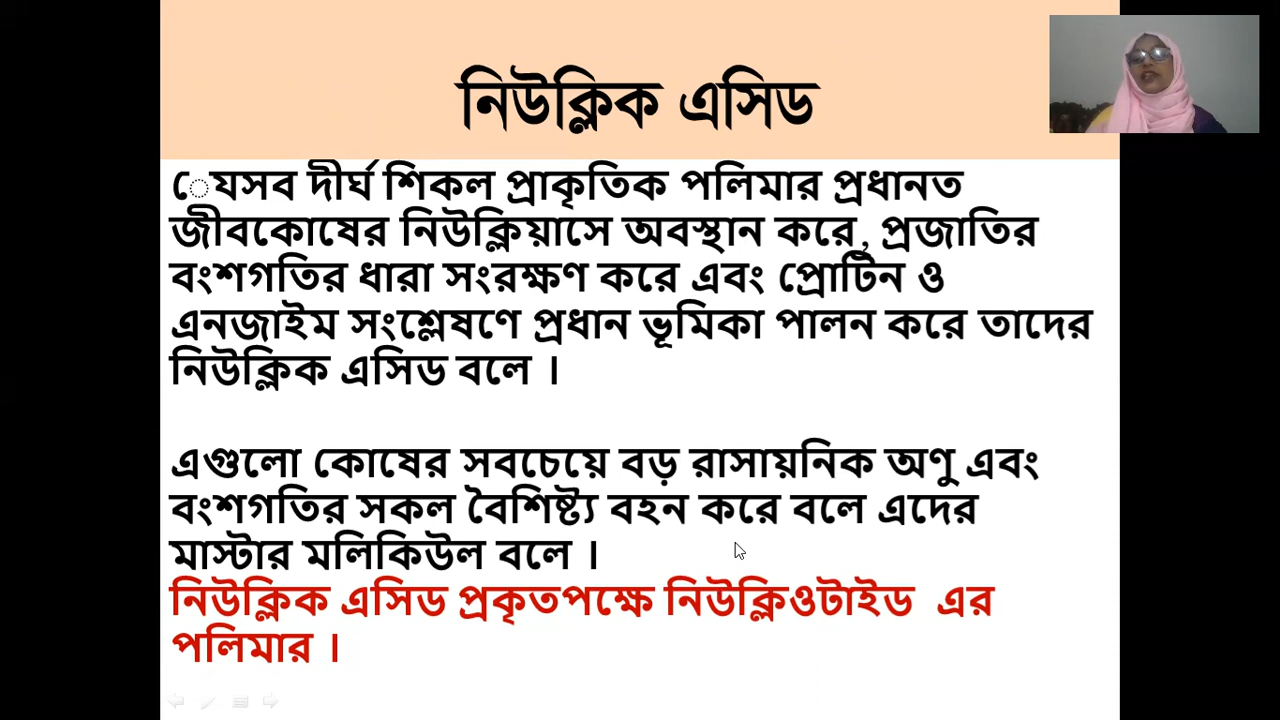 নিউক্লিক এসিড
েযসব দীর্ঘ শিকল প্রাকৃতিক পলিমার প্রধানত
জীবকোষের নিউক্লিয়াসে অবস্থান করে, প্রজাতির
বংশগতির ধারা সংরক্ষণ করে এবং প্রোটিন ও
এনজাইম সংশ্লেষণে প্রধান ভূমিকা পালন করে তাদের
নিউক্লিক এসিড বলে ।
এগুলো কোষের সবচেয়ে বড় রাসায়নিক অণু এবং
বংশগতির সকল বৈশিষ্ট্য বহন করে বলে এদের
মাস্টার মলিকিউল বলে ।
নিউক্লিক এসিড প্রকৃতপক্ষে নিউক্লিওটাইড এর
পলিমার ।